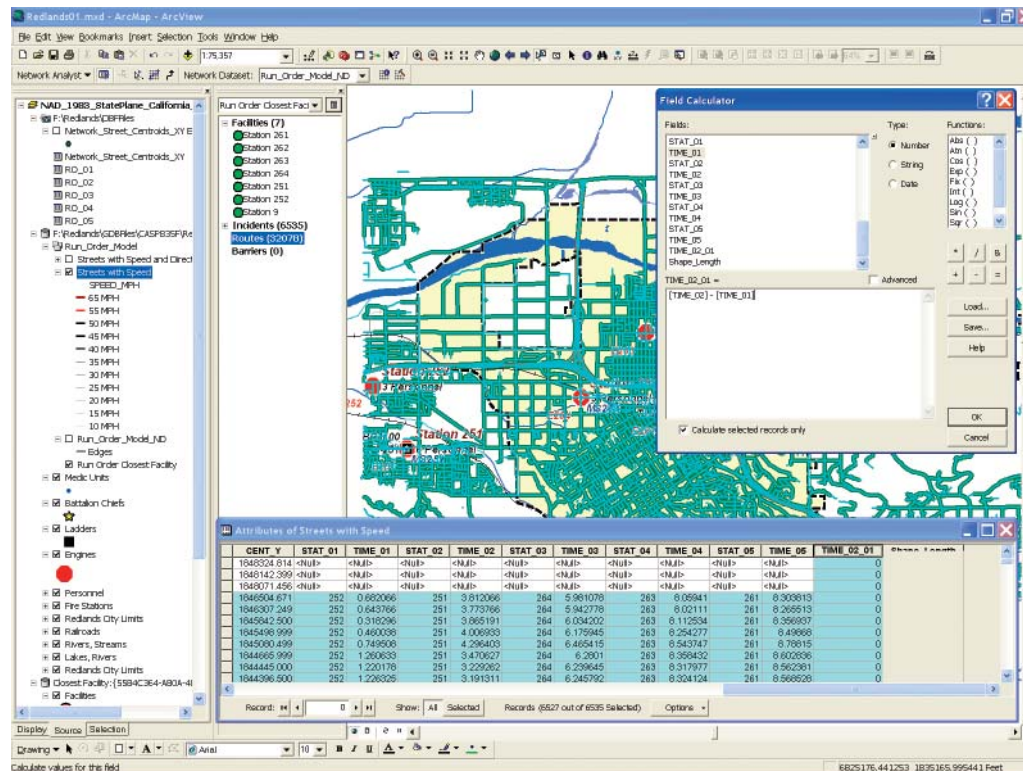 Redlands01.mxd - ArcMap - ArcView
File Edit View Bookmarks Insert Selection Tools Window Help
1:75,357
Network Analyst Network Dataset: Run_Order_Model_ND
NAD_1983_StatePlane_California_
F:\Redlands\DBFFiles
Network_Street_Centroids_XY E
Network_Street_Centroids_XY
RO_01
RO_02
RO_03
RO_04
RO_05
F:\Redlands\GDBFiles\CASP835F\Re
Run_Order_Model
Streets with Speed and Direct
Streets with Speed
SPEED_MPH
65 MPH
55 MPH
50 MPH
45 MPH
40 MPH
35 MPH
30 MPH
25 MPH
20 MPH
15 MPH
10 MPH
Run_Order_Model_ND
Edges
Run Order Closest Facility
Medic Units
Battalion Chiefs
Ladders
Engines
Personnel
Fire Stations
Redlands City Limits
Railroads
Rivers, Streams
Lakes, Rivers
Redlands City Limits
Closest Facility:{55B4C364-AB0A-4
Facilities
Display Source Selection
Run Order Closest Faci
Facilities (7)
Station 261
Station 262
Station 263
Station 264
Station 251
Station 252
Station 9
Incidents (6535)
Routes (32078)
Barriers (0)
252
3 Personnel
Station 251
Field Calculator
Fields:
STAT_01
TIME_01
STAT_02
TIME_02
STAT_03
TIME_03
STAT_04
TIME_04
STAT_05
TIME_05
TIME_02_01
Shape_Length
Type:
Number
String
Date
Functions:
Abs ( )
Atn ( )
Cos ( )
Exp ( )
Fix ( )
Int ( )
Log ( )
Sin ( )
Sqr ( )
* / &
+ - =
TIME_02_01 =
Advanced
[TIME_02] - [TIME_01]
Load...
Save...
Help
Calculate selected records only
OK
Cancel
Attributes of Streets with Speed
CENT_Y STAT_01 TIME_01 STAT_02 TIME_02 STAT_03 TIME_03 STAT_04 TIME_04 STAT_05 TIME_05 TIME_02_01 Shape_Length
1848324.814 <Null> <Null> <Null> <Null> <Null> <Null> <Null> <Null> <Null> <Null> 0
1848142.399 <Null> <Null> <Null> <Null> <Null> <Null> <Null> <Null> <Null> <Null> 0
1848071.456 <Null> <Null> <Null> <Null> <Null> <Null> <Null> <Null> <Null> <Null> 0
1846504.671 252 0.682066 251 3.812066 264 5.981078 263 8.05941 261 8.303813 0
1846307.249 252 0.643766 251 3.773766 264 5.942778 263 8.02111 261 8.265513 0
1845842.500 252 0.318296 251 3.865191 264 6.034202 263 8.112534 261 8.356937 0
1845498.999 252 0.460038 251 4.006933 264 6.175945 263 8.254277 261 8.49868 0
1845080.499 252 0.749508 251 4.296403 264 6.465415 263 8.543747 261 8.78815 0
1844665.999 252 1.260633 251 3.470627 264 6.2801 263 8.358432 261 8.602836 0
1844445.000 252 1.220178 251 3.229262 264 6.239645 263 8.317977 261 8.562381 0
1844396.500 252 1.226325 251 3.191311 264 6.245792 263 8.324124 261 8.568528 0
Record: 0 Show: All Selected Records (6527 out of 6535 Selected) Options
Drawing Arial 10 B I U A
Calculate values for this field 6825176.441253 1835165.995441 Feet